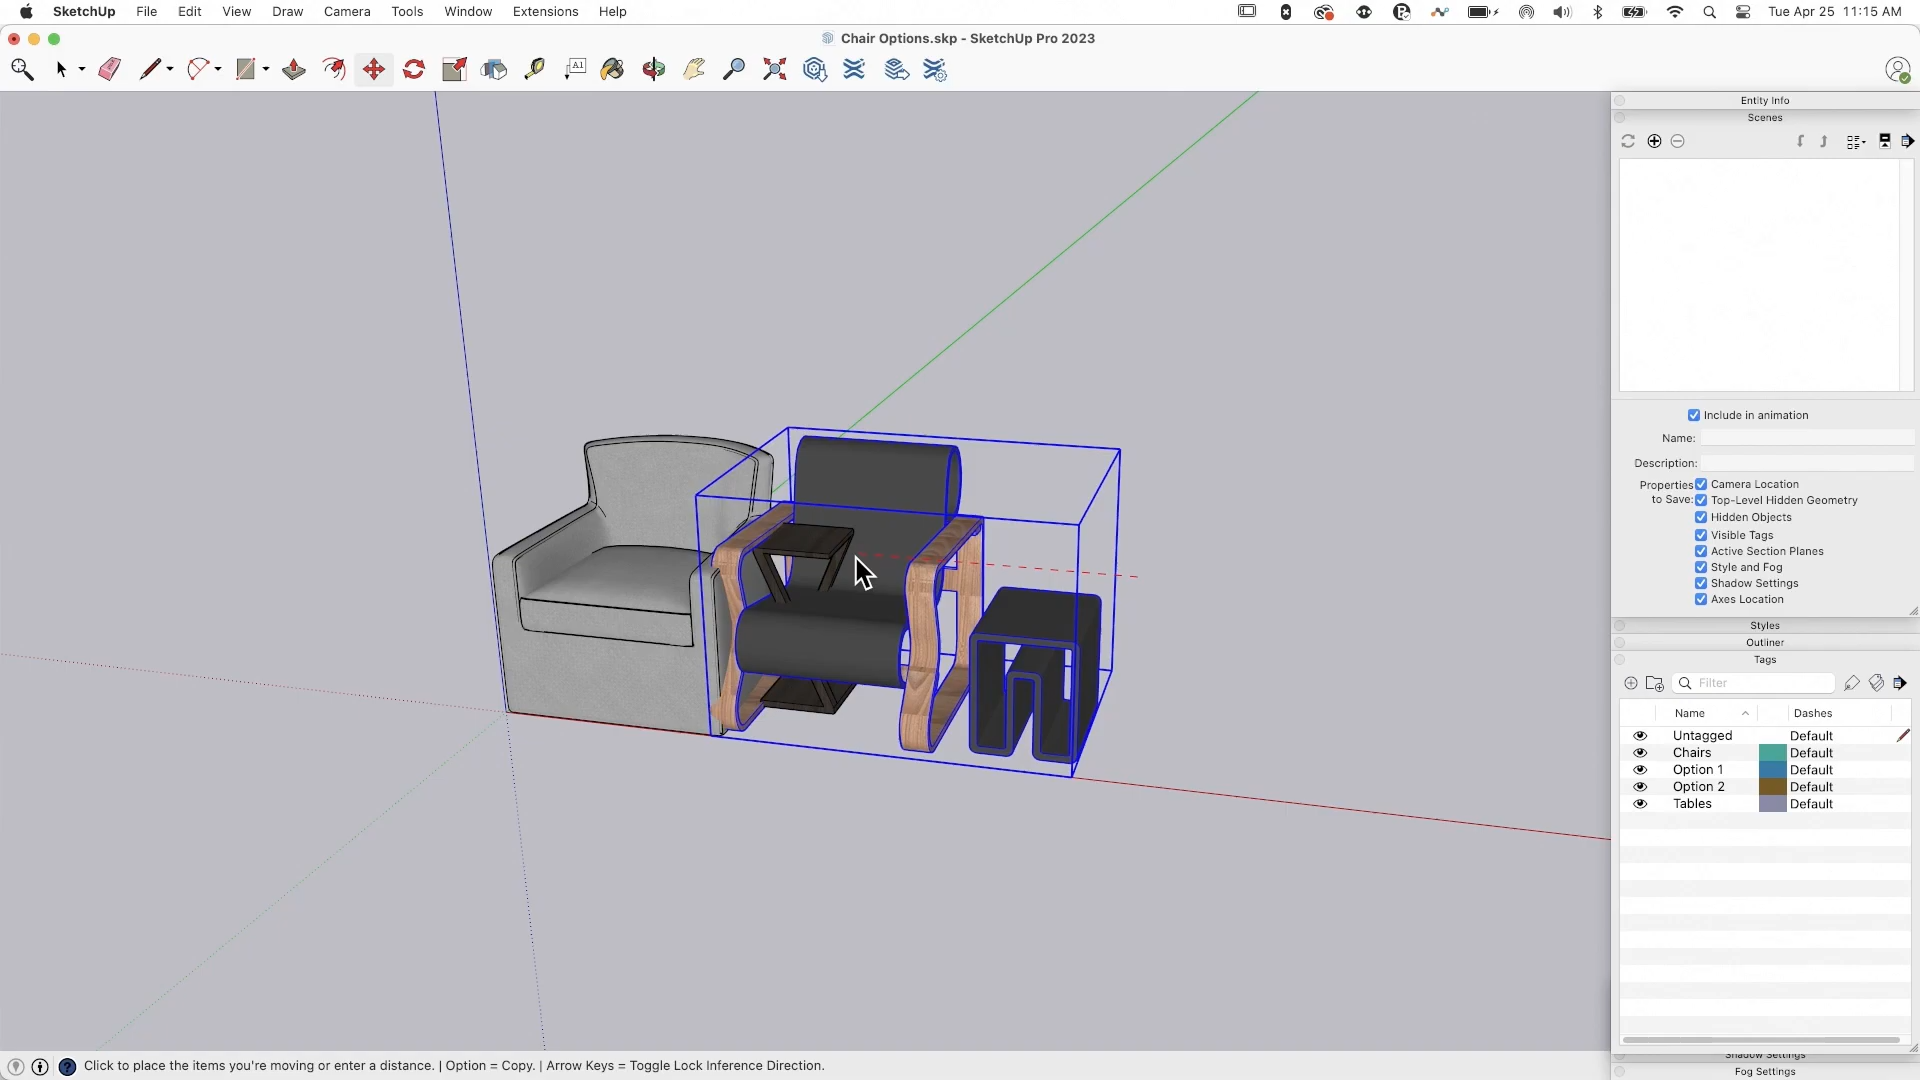 SketchUp File Edit View Draw Camera Tools Window Extensions Help Tue Apr 25 11:15 AM
Chair Options.skp - SketchUp Pro 2023
A1
Entity Info
Scenes
Include in animation
Name:
Description:
Properties to Save:
Camera Location
Top-Level Hidden Geometry
Hidden Objects
Visible Tags
Active Section Planes
Style and Fog
Shadow Settings
Axes Location
Styles
Outliner
Tags
Filter
Name Dashes
Untagged Default
Chairs Default
Option 1 Default
Option 2 Default
Tables Default
Shadow Settings
Fog Settings
Click to place the items you're moving or enter a distance. | Option = Copy. | Arrow Keys = Toggle Lock Inference Direction.